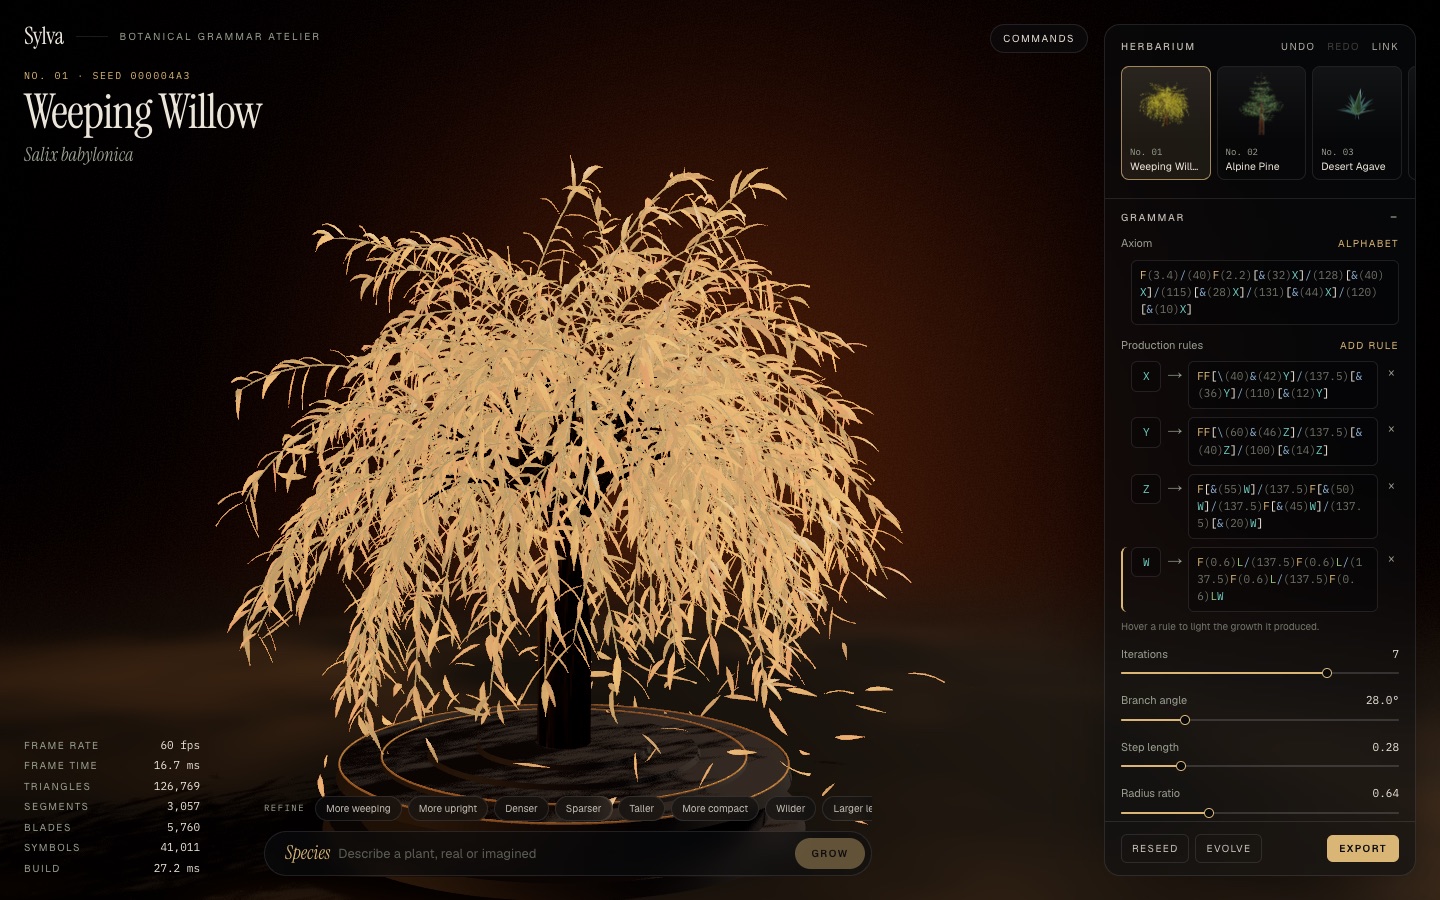 Sylva
BOTANICAL GRAMMAR ATELIER
NO. 01 · SEED 000004A3
Weeping Willow
Salix babylonica
COMMANDS
HERBARIUM
UNDO
REDO
LINK
No. 01
Weeping Will…
No. 02
Alpine Pine
No. 03
Desert Agave
GRAMMAR
−
Axiom
ALPHABET
F(3.4)/(40)F(2.2)[&(32)X]/(128)[&(40)
X]/(115)[&(28)X]/(131)[&(44)X]/(120)
[&(10)X]
Production rules
ADD RULE
X → FF[\(40)&(42)Y]/(137.5)[& ×
(36)Y]/(110)[&(12)Y]
Y → FF[\(60)&(46)Z]/(137.5)[& ×
(40)Z]/(100)[&(14)Z]
Z → F[&(55)W]/(137.5)F[&(50) ×
W]/(137.5)F[&(45)W]/(137.
5)[&(20)W]
W → F(0.6)L/(137.5)F(0.6)L/(1 ×
37.5)F(0.6)L/(137.5)F(0.
6)LW
Hover a rule to light the growth it produced.
Iterations 7
Branch angle 28.0°
Step length 0.28
Radius ratio 0.64
RESEED
EVOLVE
EXPORT
FRAME RATE 60 fps
FRAME TIME 16.7 ms
TRIANGLES 126,769
SEGMENTS 3,057
BLADES 5,760
SYMBOLS 41,011
BUILD 27.2 ms
REFINE
More weeping
More upright
Denser
Sparser
Taller
More compact
Wilder
Larger le
Species
Describe a plant, real or imagined
GROW